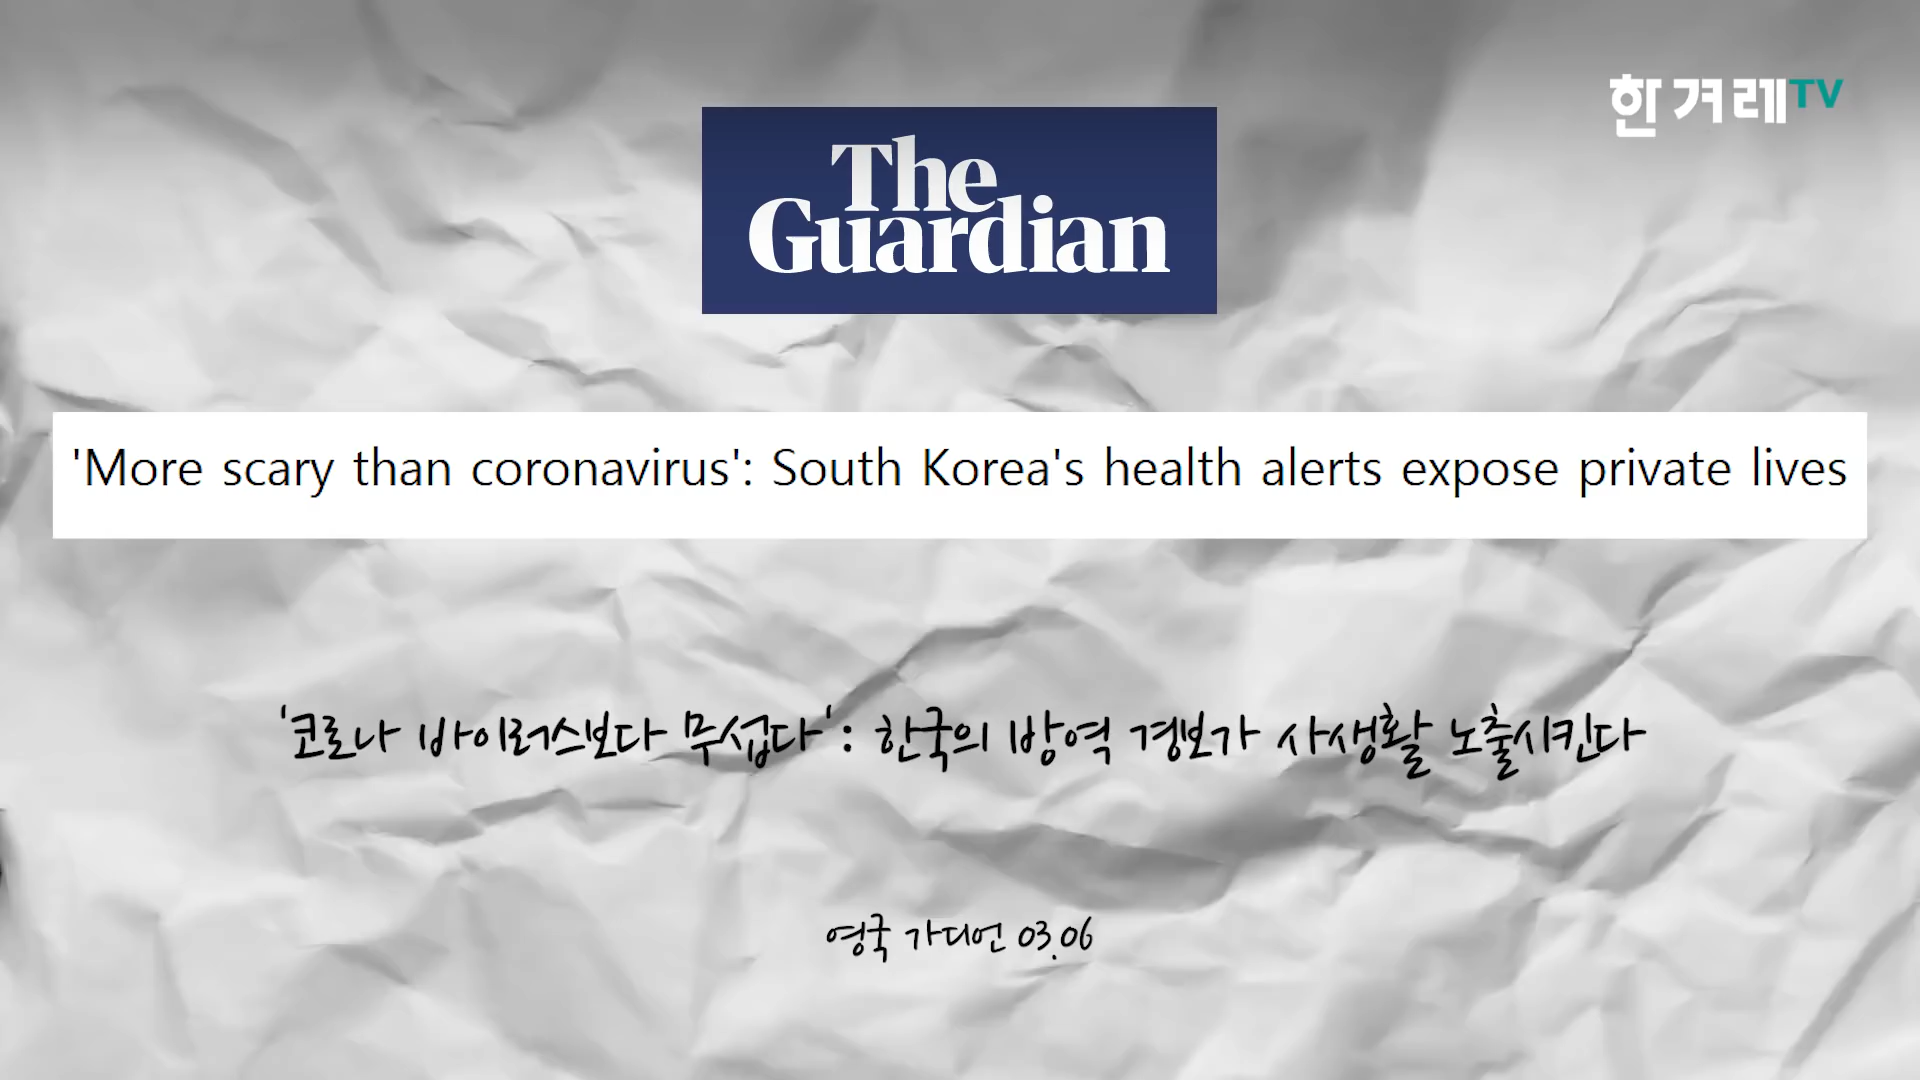 한겨레TV
The
Guardian
'More scary than coronavirus': South Korea's health alerts expose private lives
'코로나 바이러스보다 무섭다': 한국의 방역 경보가 사생활 노출시킨다
영국 가디언 03.06